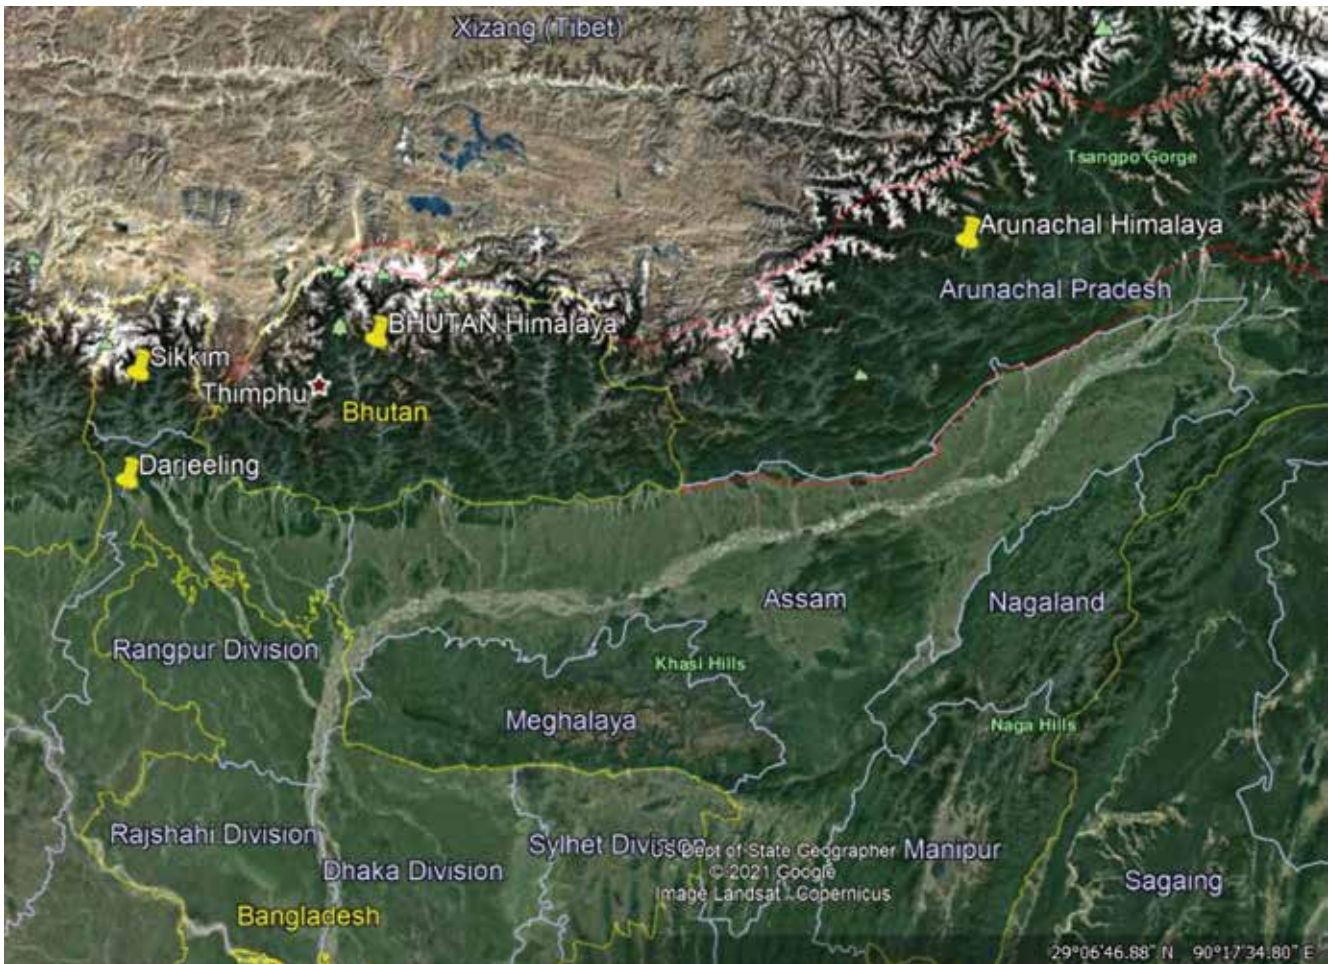 Xizang (Tibet)
Tsangpo Gorge
Arunachal Himalaya
Arunachal Pradesh
BHUTAN Himalaya
Sikkim
Thimphu
Bhutan
Darjeeling
Assam
Nagaland
Rangpur Division
Khasi Hills
Meghalaya
Naga Hills
Rajshahi Division
Sylhet Division
Dhaka Division
US Dept of State Geographer
© 2021 Google
Image Landsat / Copernicus
Manipur
Sagaing
Bangladesh
29°06'46.88" N 90°17'34.80" E